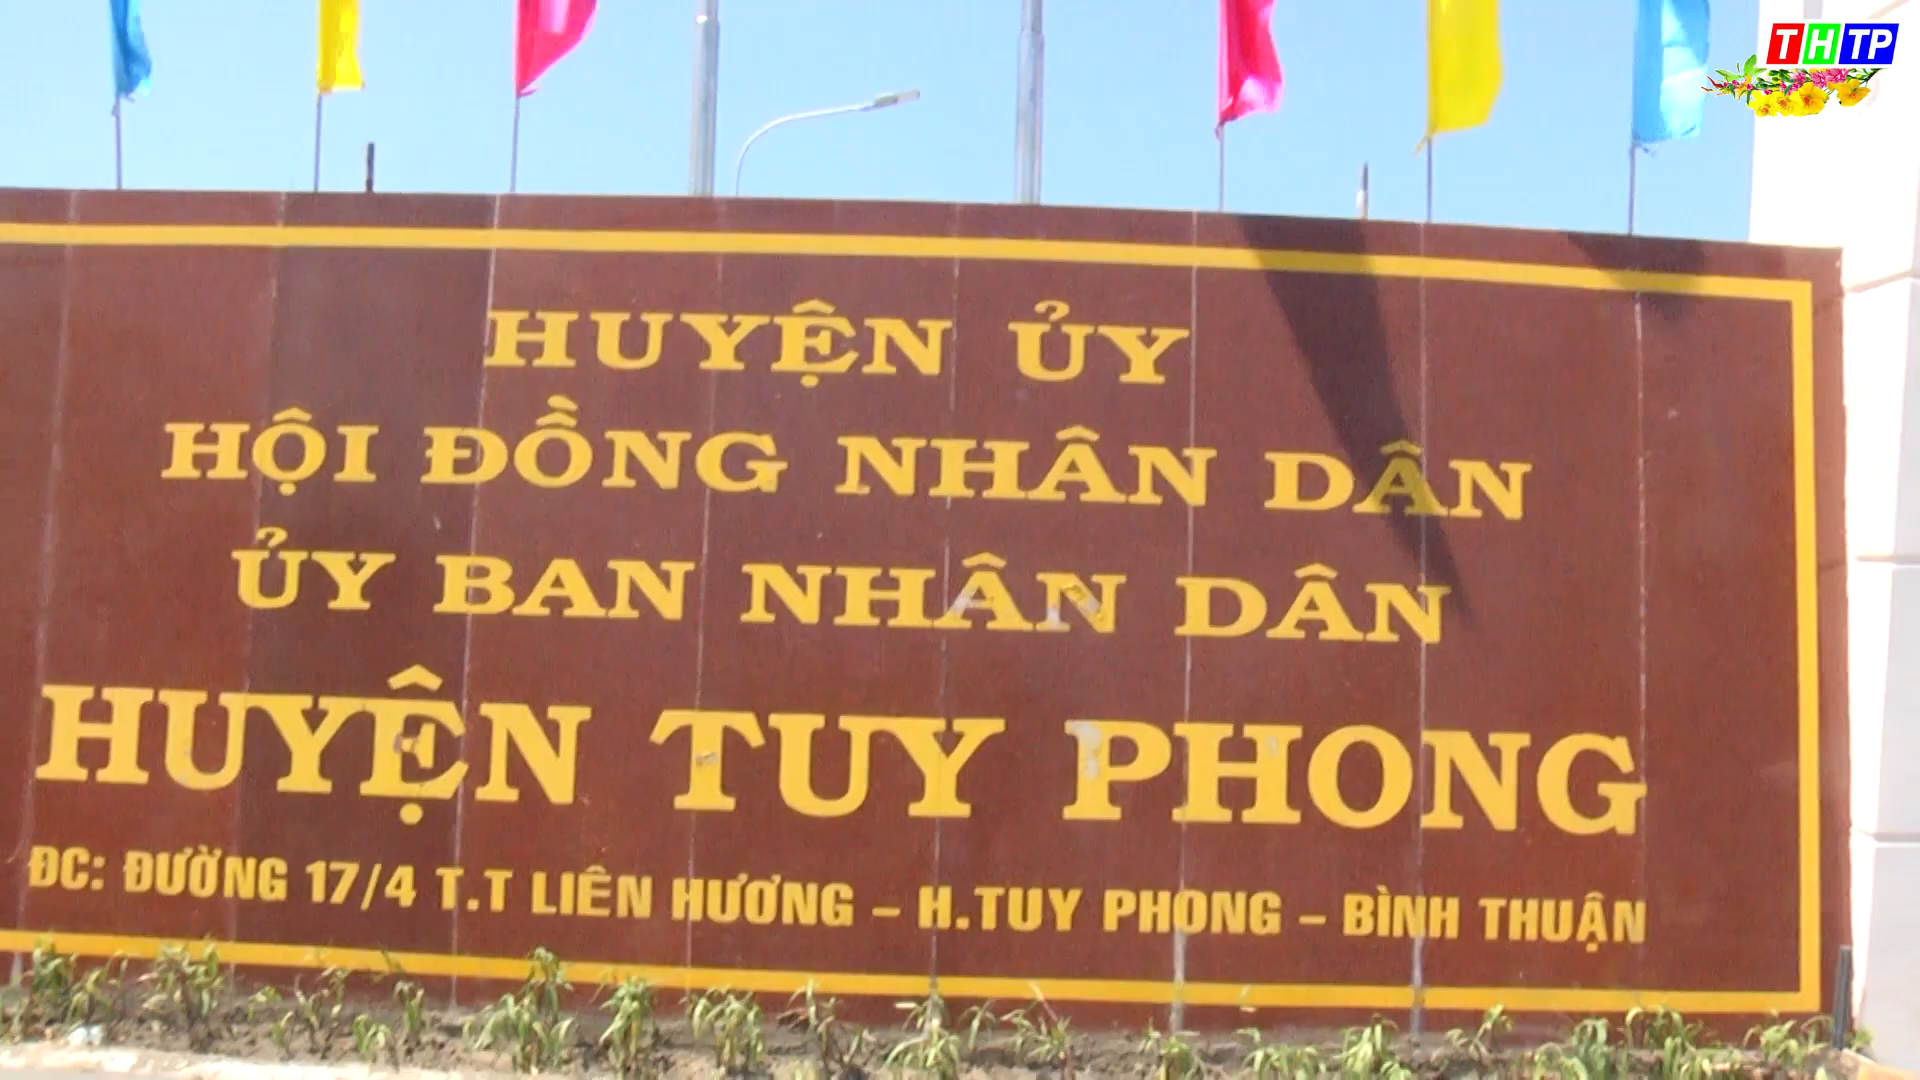 THTP
HUYỆN ỦY
HỘI ĐỒNG NHÂN DÂN
ỦY BAN NHÂN DÂN
HUYỆN TUY PHONG
ĐC: ĐƯỜNG 17/4 T.T LIÊN HƯƠNG – H.TUY PHONG – BÌNH THUẬN